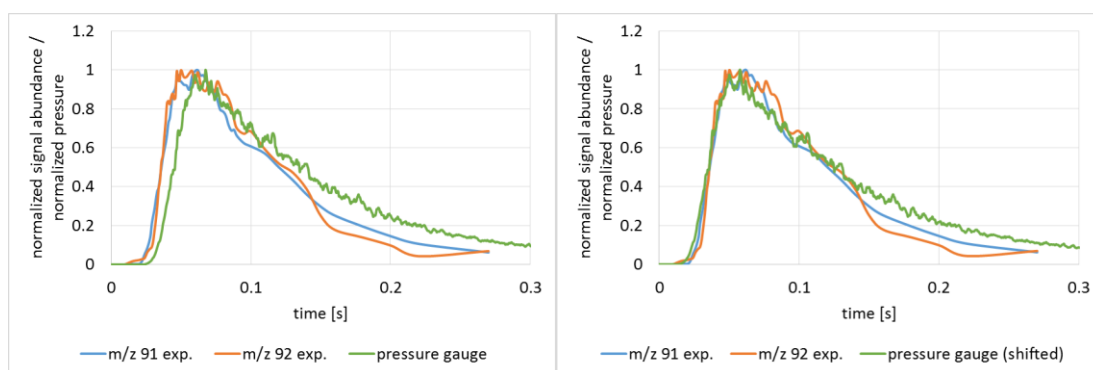 normalized signal abundance /
normalized pressure
1.2
1
0.8
0.6
0.4
0.2
0
0 0.1 0.2 0.3
time [s]
m/z 91 exp. m/z 92 exp. pressure gauge
normalized signal abundance /
normalized pressure
1.2
1
0.8
0.6
0.4
0.2
0
0 0.1 0.2 0.3
time [s]
m/z 91 exp. m/z 92 exp. pressure gauge (shifted)